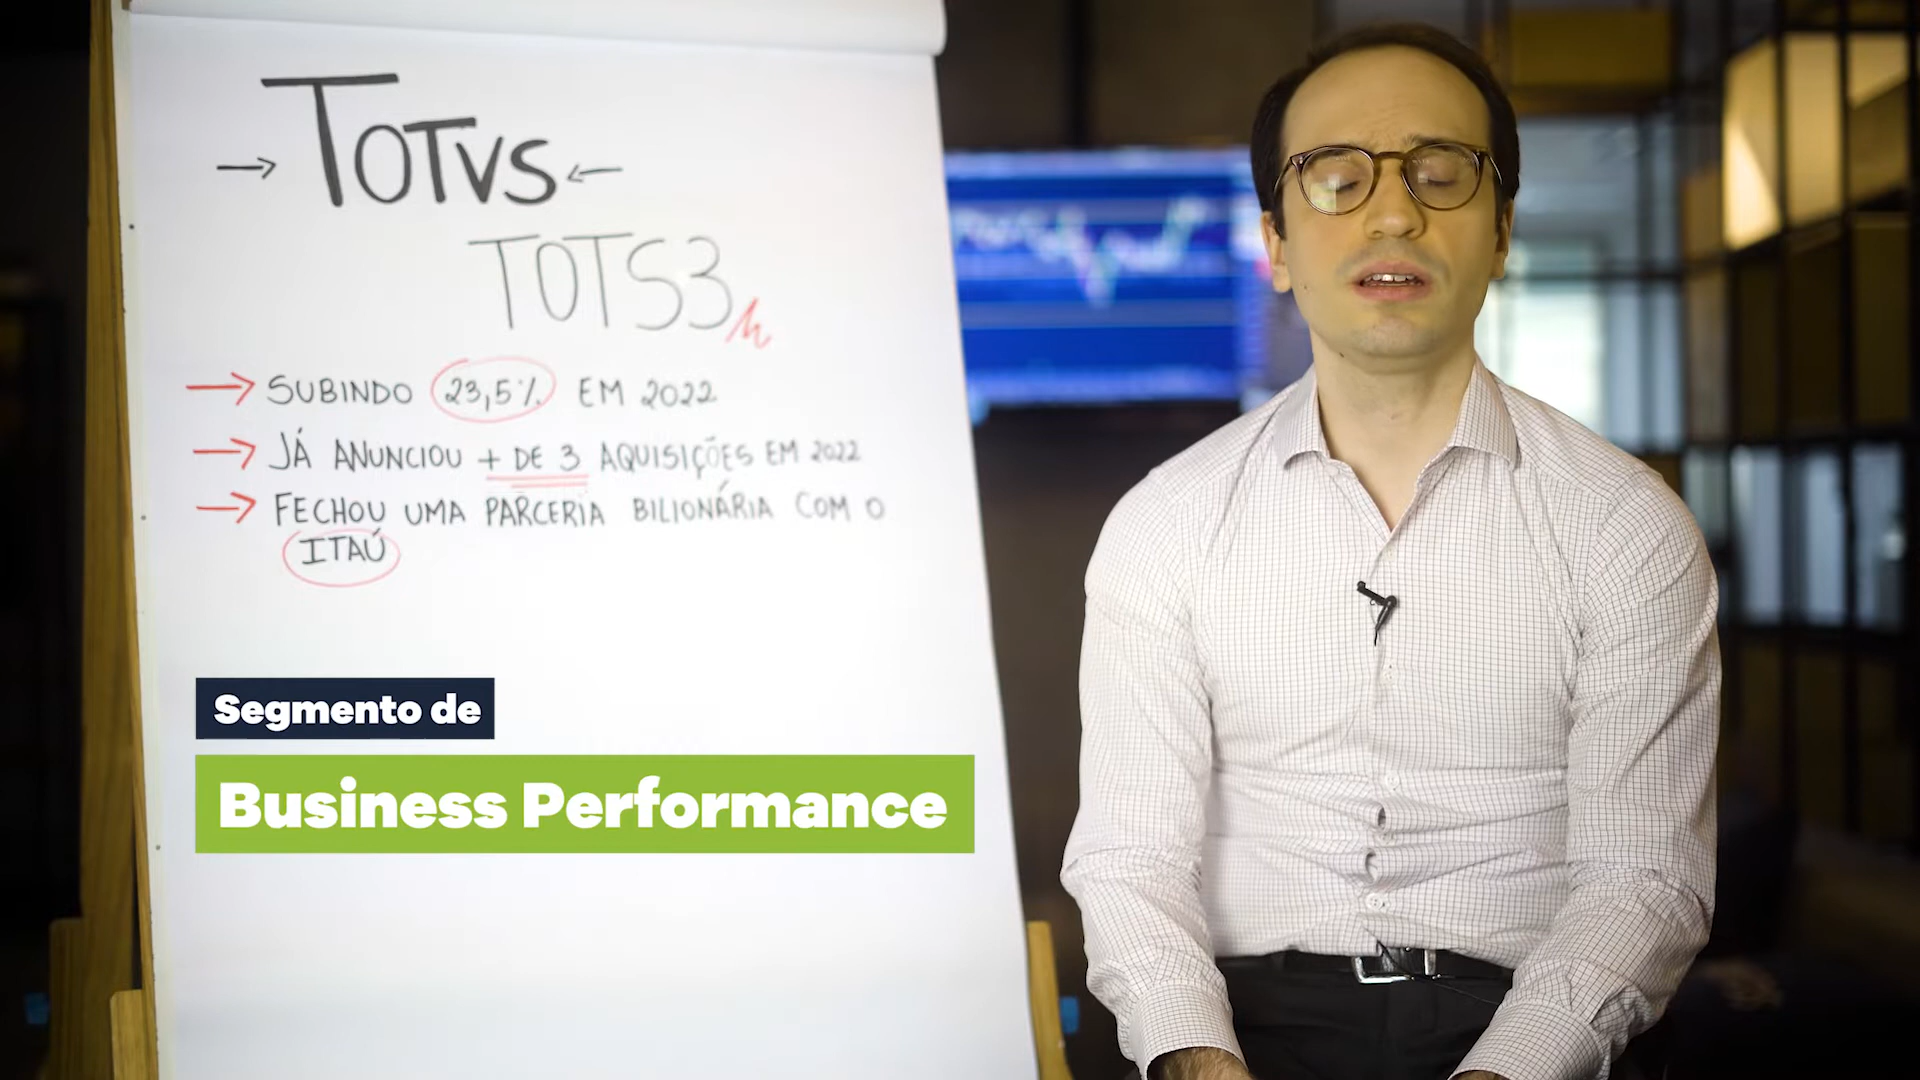 → TOTVS ←
TOTS3
→ SUBINDO 23,5% EM 2022
→ JÁ ANUNCIOU + DE 3 AQUISIÇÕES EM 2022
→ FECHOU UMA PARCERIA BILIONÁRIA COM O
ITAÚ
Segmento de
Business Performance